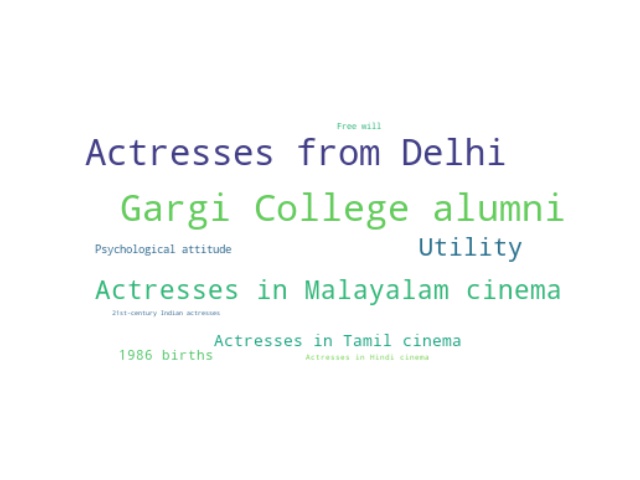 Free will
Actresses from Delhi
Gargi College alumni
Utility
Psychological attitude
Actresses in Malayalam cinema
21st-century Indian actresses
Actresses in Tamil cinema
1986 births
Actresses in Hindi cinema